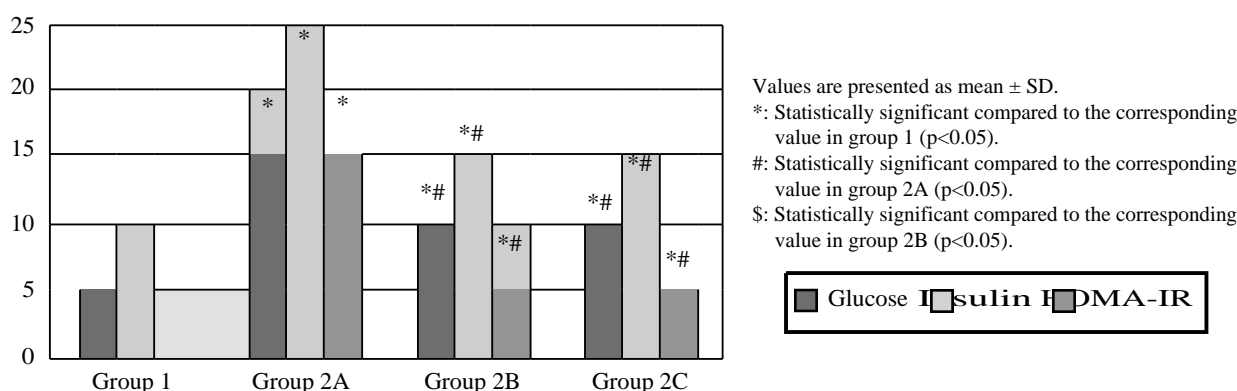 25
20
15
10
5
0
*
*
*
*#
*#
*#
*#
*#
*#
Group 1 Group 2A Group 2B Group 2C
Values are presented as mean ± SD.
*: Statistically significant compared to the corresponding
value in group 1 (p<0.05).
#: Statistically significant compared to the corresponding
value in group 2A (p<0.05).
$: Statistically significant compared to the corresponding
value in group 2B (p<0.05).
Glucose